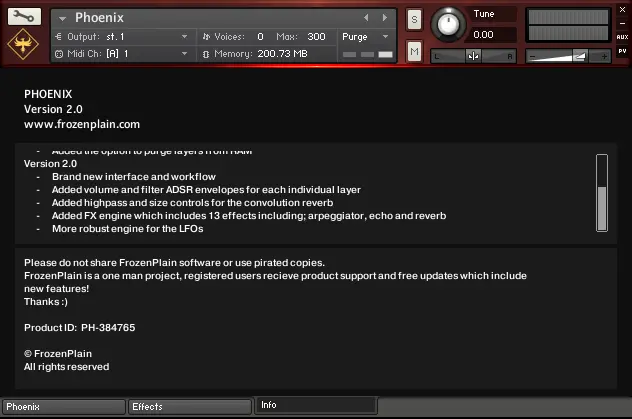 Phoenix
Output: st.1
Voices: 0 Max: 300
Purge
Midi Ch: [A] 1
Memory: 200.73 MB
S
M
Tune
0.00
L R
- +
×
-
AUX
PV
PHOENIX
Version 2.0
www.frozenplain.com
- Added the option to purge layers from RAM
Version 2.0
- Brand new interface and workflow
- Added volume and filter ADSR envelopes for each individual layer
- Added highpass and size controls for the convolution reverb
- Added FX engine which includes 13 effects including; arpeggiator, echo and reverb
- More robust engine for the LFOs
Please do not share FrozenPlain software or use pirated copies.
FrozenPlain is a one man project, registered users recieve product support and free updates which include
new features!
Thanks :)
Product ID: PH-384765
© FrozenPlain
All rights reserved
Phoenix
Effects
Info